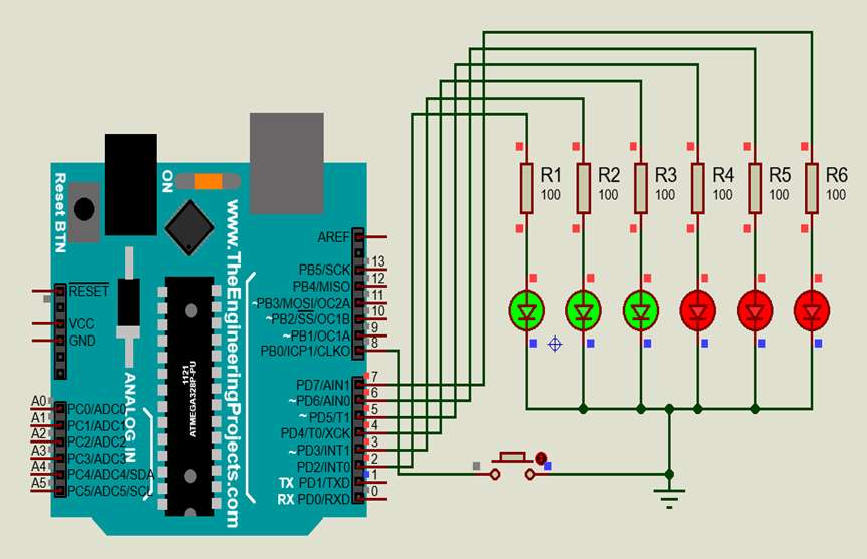 Reset BTN
ON
www.TheEngineeringProjects.com
AREF
PB5/SCK 13
PB4/MISO 12
~PB3/MOSI/OC2A 11
~PB2/SS/OC1B 10
~PB1/OC1A 9
PB0/ICP1/CLKO 8
PD7/AIN1 7
~PD6/AIN0 6
~PD5/T1 5
PD4/T0/XCK 4
~PD3/INT1 3
PD2/INT0 2
TX PD1/TXD 1
RX PD0/RXD 0
RESET
VCC
GND
ANALOG IN
A0 PC0/ADC0
A1 PC1/ADC1
A2 PC2/ADC2
A3 PC3/ADC3
A4 PC4/ADC4/SDA
A5 PC5/ADC5/SCL
1121
ATMEGA328P-PU
R1
100
R2
100
R3
100
R4
100
R5
100
R6
100